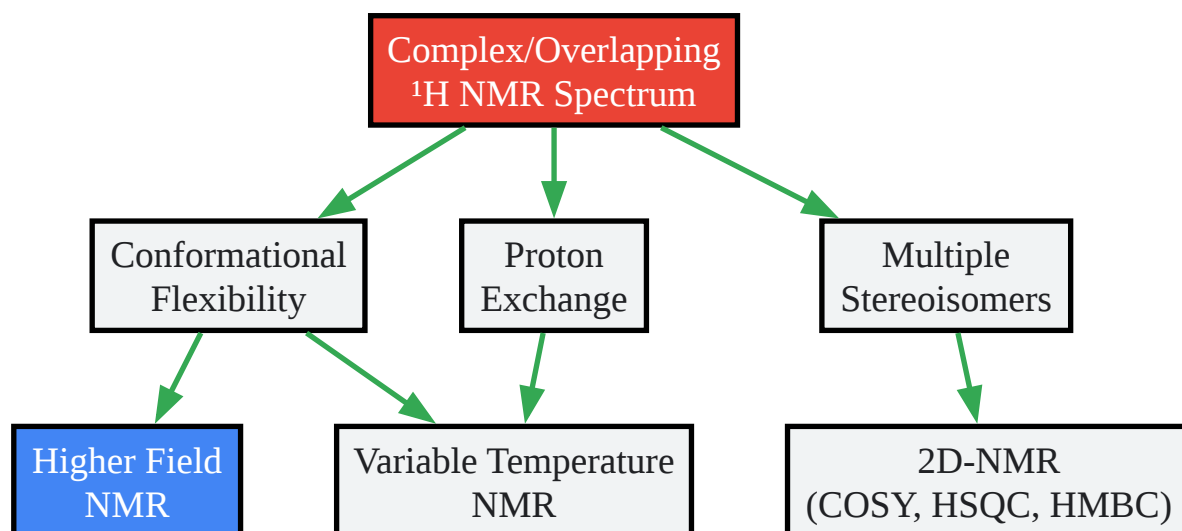 Complex/Overlapping
¹H NMR Spectrum
Conformational
Flexibility
Proton
Exchange
Multiple
Stereoisomers
Higher Field
NMR
Variable Temperature
NMR
2D-NMR
(COSY, HSQC, HMBC)